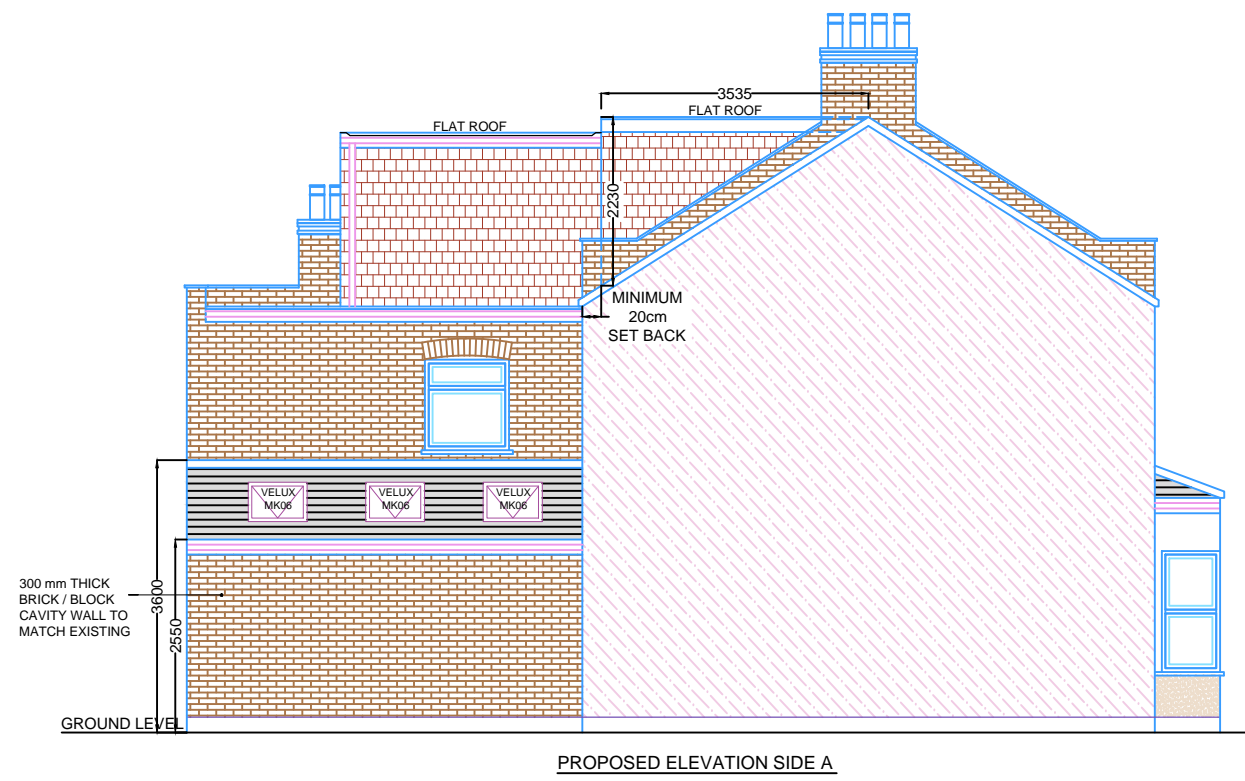 3535
FLAT ROOF
FLAT ROOF
2230
MINIMUM
20cm
SET BACK
VELUX
MK06
VELUX
MK06
VELUX
MK06
300 mm THICK
BRICK / BLOCK
CAVITY WALL TO
MATCH EXISTING
3600
2550
GROUND LEVEL
PROPOSED ELEVATION SIDE A